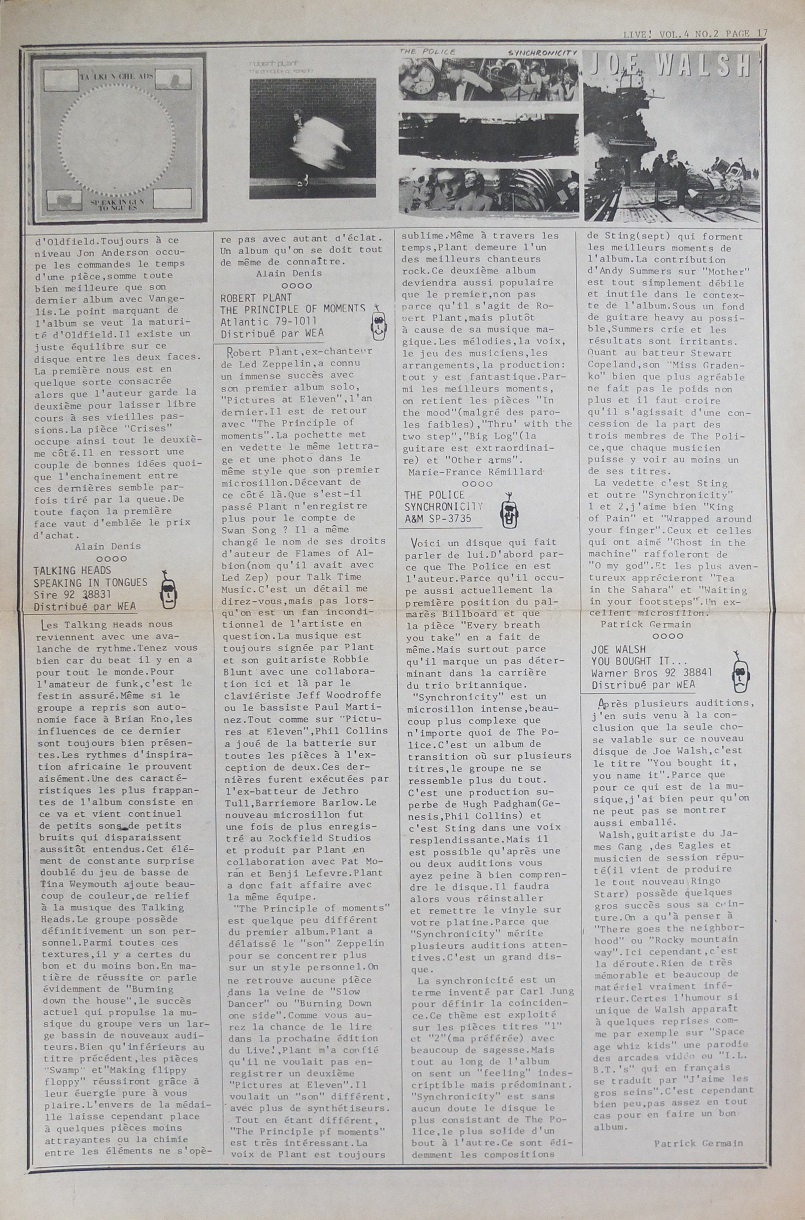 LIVE! VOL.4 NO.2 PAGE 17
TALKING HEADS
SPEAKING IN TONGUES
robert plant
the principle of moments
THE POLICE SYNCHRONICITY
JOE WALSH
d'Oldfield.Toujours à ce
niveau Jon Anderson occu-
pe les commandes le temps
d'une pièce,somme toute
bien meilleure que son
dernier album avec Vange-
lis.Le point marquant de
l'album se veut la maturi-
té d'Oldfield.Il existe un
juste équilibre sur ce
disque entre les deux faces.
La première nous est en
quelque sorte consacrée
alors que l'auteur garde la
deuxième pour laisser libre
cours à ses vieilles pas-
sions.La pièce "Crises"
occupe ainsi tout le deuxiè-
me côté.Il en ressort une
couple de bonnes idées quoi-
que l'enchainement entre
ces dernières semble par-
fois tiré par la queue.De
toute façon la première
face vaut d'emblée le prix
d'achat.
Alain Denis
oooo
TALKING HEADS
SPEAKING IN TONGUES
Sire 92 38831
Distribué par WEA
Les Talking Heads nous
reviennent avec une ava-
lanche de rythme.Tenez vous
bien car du beat il y en a
pour tout le monde.Pour
l'amateur de funk,c'est le
festin assuré.Même si le
groupe a repris son auto-
nomie face à Brian Eno,les
influences de ce dernier
sont toujours bien présen-
tes.Les rythmes d'inspira-
tion africaine le prouvent
aisément.Une des caracté-
ristiques les plus frappan-
tes de l'album consiste en
ce va et vient continuel
de petits sons,de petits
bruits qui disparaissent
aussitôt entendus.Cet élé-
ment de constante surprise
doublé du jeu de basse de
Tina Weymouth ajoute beau-
coup de couleur,de relief
à la musique des Talking
Heads.Le groupe possède
définitivement un son per-
sonnel.Parmi toutes ces
textures,il y a certes du
bon et du moins bon.En ma-
tière de réussite on parle
évidemment de "Burning
down the house",le succès
actuel qui propulse la mu-
sique du groupe vers un lar-
ge bassin de nouveaux audi-
teurs.Bien qu'inférieurs au
titre précédent,les pièces
"Swamp" et"Making flippy
floppy" réussiront grâce à
leur éuergie pure à vous
plaire.L'envers de la médai-
lle laisse cependant place
à quelques pièces moins
attrayantes ou la chimie
entre les éléments ne s'opè-
re pas avec autant d'éclat.
Un album qu'on se doit tout
de même de connaître.
Alain Denis
oooo
ROBERT PLANT
THE PRINCIPLE OF MOMENTS
Atlantic 79-1011
Distribué par WEA
Robert Plant,ex-chanteur
de Led Zeppelin,a connu
un immense succès avec
son premier album solo,
"Pictures at Eleven",l'an
dernier.Il est de retour
avec "The Principle of
moments".La pochette met
en vedette le même lettra-
ge et une photo dans le
même style que son premier
microsillon.Décevant de
ce côté là.Que s'est-il
passé Plant n'enregistre
plus pour le compte de
Swan Song ? Il a même
changé le nom de ses droits
d'auteur de Flames of Al-
bion(nom qu'il avait avec
Led Zep) pour Talk Time
Music.C'est un détail me
direz-vous,mais pas lors-
qu'on est un fan incondi-
tionnel de l'artiste en
question.La musique est
toujours signée par Plant
et son guitariste Robbie
Blunt avec une collabora-
tion ici et là par le
claviériste Jeff Woodroffe
ou le bassiste Paul Marti-
nez.Tout comme sur "Pictu-
res at Eleven",Phil Collins
a joué de la batterie sur
toutes les pièces à l'ex-
ception de deux.Ces der-
nières furent exécutées par
l'ex-batteur de Jethro
Tull,Barriemore Barlow.Le
nouveau microsillon fut
une fois de plus enregis-
tré au Rockfield Studios
et produit par Plant en
collaboration avec Pat Mo-
ran et Benji Lefevre.Plant
a donc fait affaire avec
la même équipe.
"The Principle of moments"
est quelque peu différent
du premier album.Plant a
délaissé le "son" Zeppelin
pour se concentrer plus
sur un style personnel.On
ne retrouve aucune pièce
dans la veine de "Slow
Dancer" ou "Burning Down
one side".Comme vous au-
rez la chance de le lire
dans la prochaine édition
du Live!,Plant m'a confié
qu'il ne voulait pas en-
registrer un deuxième
"Pictures at Eleven".Il
voulait un "son" différent,
avec plus de synthétiseurs.
Tout en étant différent,
"The Principle pf moments"
est très intéressant.La
voix de Plant est toujours
sublime.Même à travers les
temps,Plant demeure l'un
des meilleurs chanteurs
rock.Ce deuxième album
deviendra aussi populaire
que le premier,non pas
parce qu'il s'agit de Ro-
bert Plant,mais plutôt
à cause de sa musique ma-
gique.Les mélodies,la voix,
le jeu des musiciens,les
arrangements,la production:
tout y est fantastique.Par-
mi les meilleurs moments,
on retient les pièces "In
the mood"(malgré des paro-
les faibles),"Thru' with the
two step","Big Log"(la
guitare est extraordinai-
re) et "Other arms".
Marie-France Rémillard
oooo
THE POLICE
SYNCHRONICITY
A&M SP-3735
Voici un disque qui fait
parler de lui.D'abord par-
ce que The Police en est
l'auteur.Parce qu'il occu-
pe aussi actuellement la
première position du pal-
marès Billboard et que
la pièce "Every breath
you take" en a fait de
même.Mais surtout parce
qu'il marque un pas déter-
minant dans la carrière
du trio britannique.
"Synchronicity" est un
microsillon intense,beau-
coup plus complexe que
n'importe quoi de The Po-
lice.C'est un album de
transition où sur plusieurs
titres,le groupe ne se
ressemble plus du tout.
C'est une production su-
perbe de Hugh Padgham(Ge-
nesis,Phil Collins) et
c'est Sting dans une voix
resplendissante.Mais il
est possible qu'après une
ou deux auditions vous
ayez peine à bien compren-
dre le disque.Il faudra
alors vous réinstaller
et remettre le vinyle sur
votre platine.Parce que
"Synchronicity" mérite
plusieurs auditions atten-
tives.C'est un grand dis-
que.
La synchronicité est un
terme inventé par Carl Jung
pour définir la coinciden-
ce.Ce thème est exploité
sur les pièces titres "1"
et "2"(ma préférée) avec
beaucoup de sagesse.Mais
tout au long de l'album
on sent un "feeling" indes-
criptible mais prédominant.
"Synchronicity" est sans
aucun doute le disque le
plus consistant de The Po-
lice,le plus solide d'un
bout à l'autre.Ce sont édi-
demment les compositions
de Sting(sept) qui forment
les meilleurs moments de
l'album.La contribution
d'Andy Summers sur "Mother"
est tout simplement débile
et inutile dans le contex-
te de l'album.Sous un fond
de guitare heavy au possi-
ble,Summers crie et les
résultats sont irritants.
Quant au batteur Stewart
Copeland,son "Miss Graden-
ko" bien que plus agréable
ne fait pas le poids non
plus et il faut croire
qu'il s'agissait d'une con-
cession de la part des
trois membres de The Poli-
ce,que chaque musicien
puisse y voir au moins un
de ses titres.
La vedette c'est Sting
et outre "Synchronicity"
1 et 2,j'aime bien "King
of Pain" et "Wrapped around
your finger".Ceux et celles
qui ont aimé "Ghost in the
machine" raffoleront de
"O my god".Et les plus aven-
tureux apprécieront "Tea
in the Sahara" et "Waiting
in your footsteps".Un ex-
cellent microsillon.
Patrick Germain
oooo
JOE WALSH
YOU BOUGHT IT...
Warner Bros 92 38841
Distribué par WEA
Après plusieurs auditions,
j'en suis venu à la con-
clusion que la seule cho-
se valable sur ce nouveau
disque de Joe Walsh,c'est
le titre "You bought it,
you name it".Parce que
pour ce qui est de la mu-
sique,j'ai bien peur qu'on
ne peut pas se montrer
aussi emballé.
Walsh,guitariste du Ja-
mes Gang ,des Eagles et
musicien de session répu-
té(il vient de produire
le tout nouveau Ringo
Starr) possède quelques
gros succès sous sa cein-
ture.On a qu'à penser à
"There goes the neighbor-
hood" ou "Rocky mountain
way".Ici cependant,c'est
la déroute.Rien de très
mémorable et beaucoup de
matériel vraiment infé-
rieur.Certes l'humour si
unique de Walsh apparaît
à quelques reprises com-
me par exemple sur "Space
age whiz kids" une parodie
des arcades vidéo ou "I.L.
B.T.'s" qui en français
se traduit par "J'aime les
gros seins".C'est cependant
bien peu,pas assez en tout
cas pour en faire un bon
album.
Patrick Germain